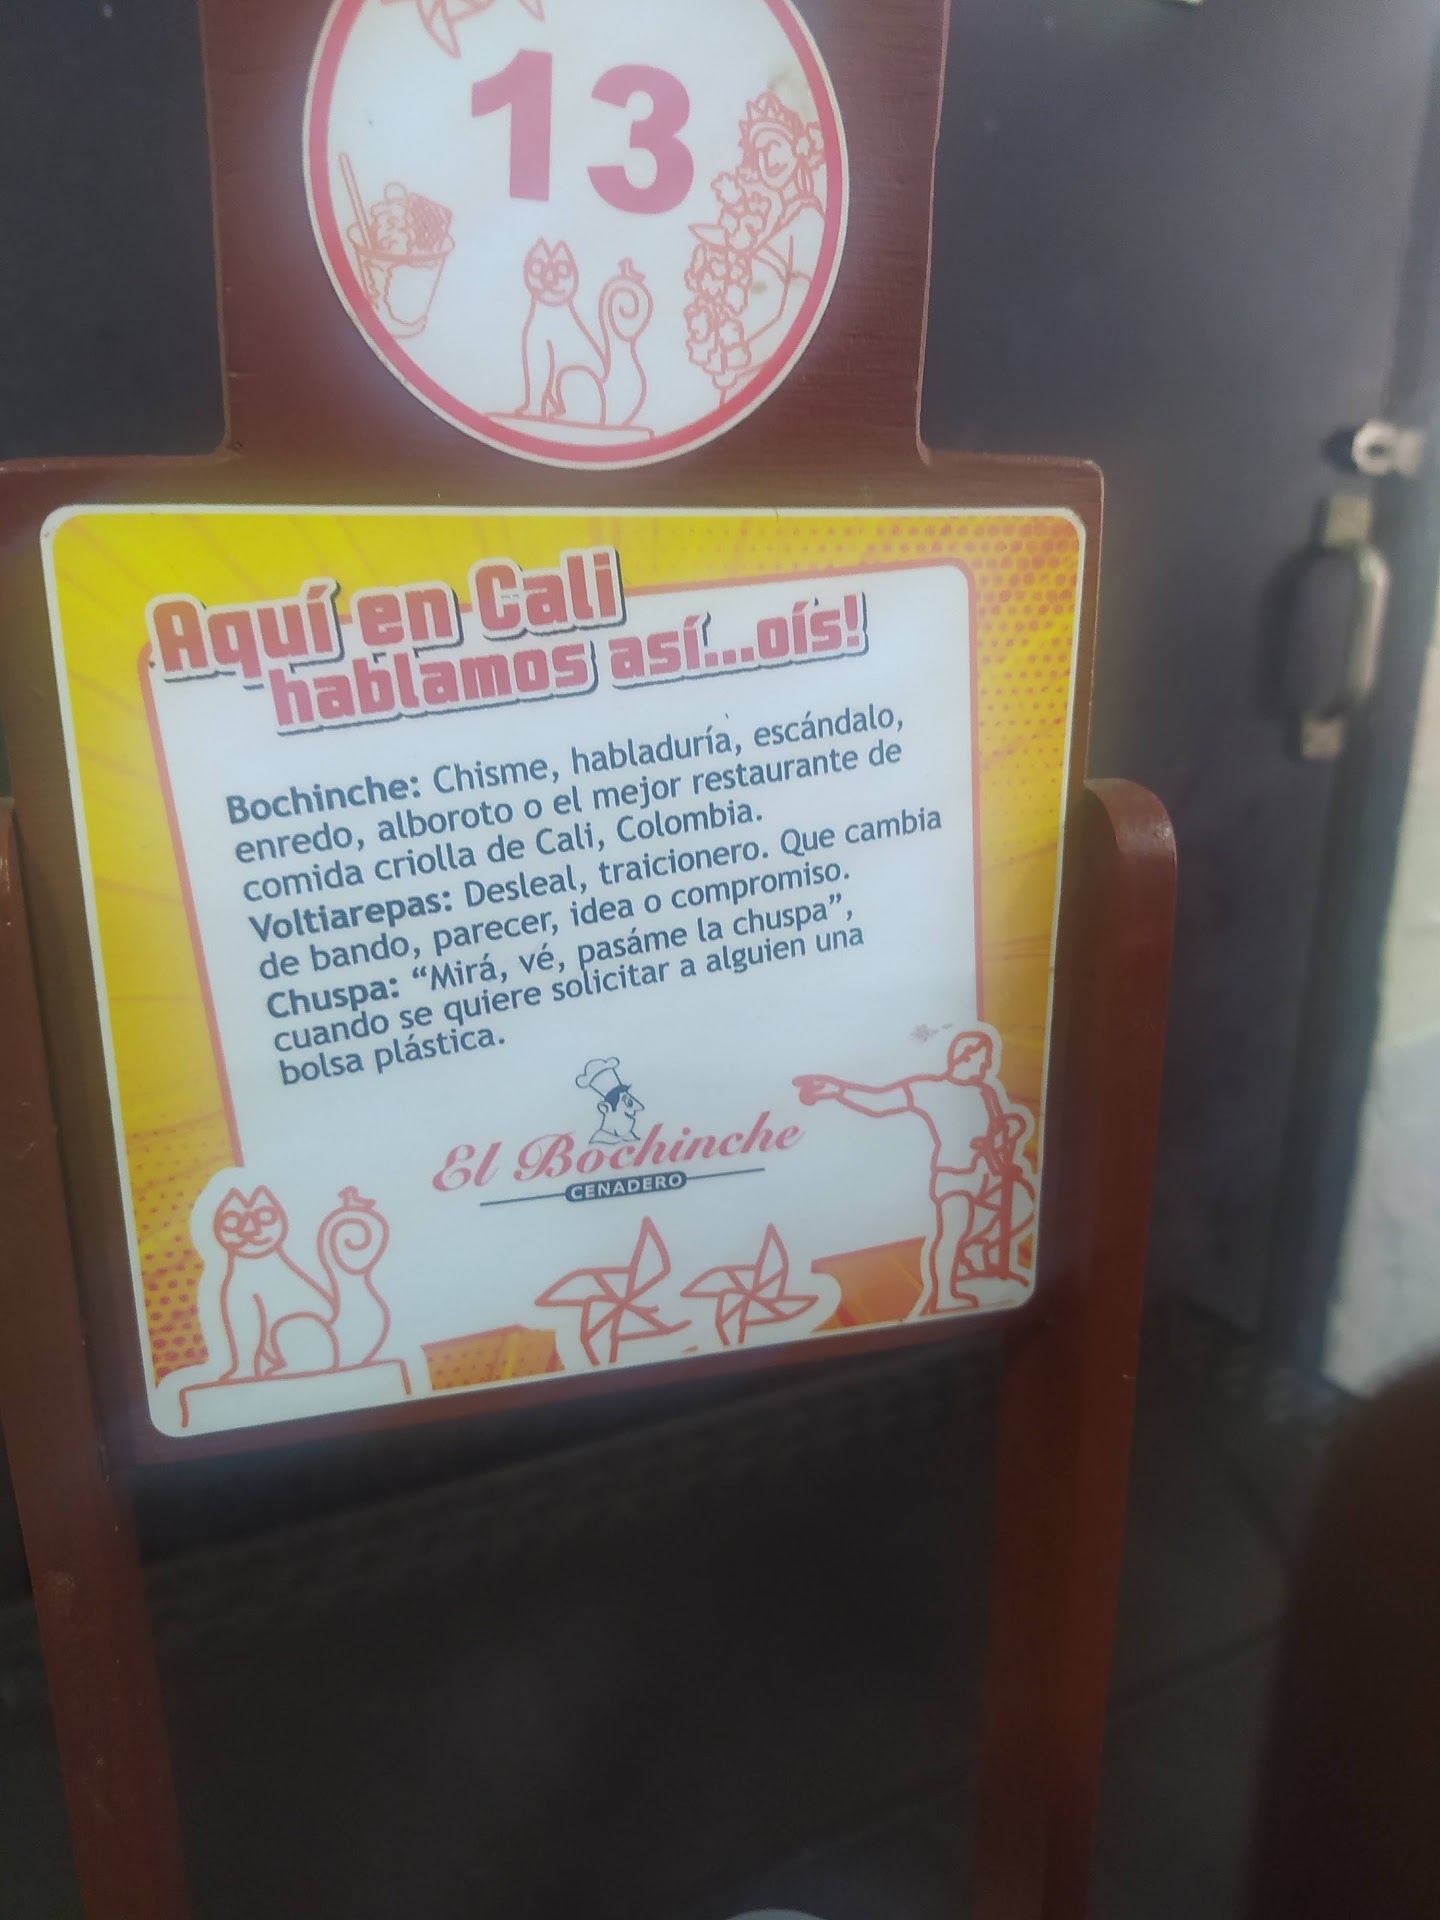 13
Aquí en Cali
hablamos así...oís!
Bochinche: Chisme, habladuría, escándalo,
enredo, alboroto o el mejor restaurante de
comida criolla de Cali, Colombia.
Voltiarepas: Desleal, traicionero. Que cambia
de bando, parecer, idea o compromiso.
Chuspa: “Mirá, vé, pasáme la chuspa”,
cuando se quiere solicitar a alguien una
bolsa plástica.
El Bochinche
CENADERO